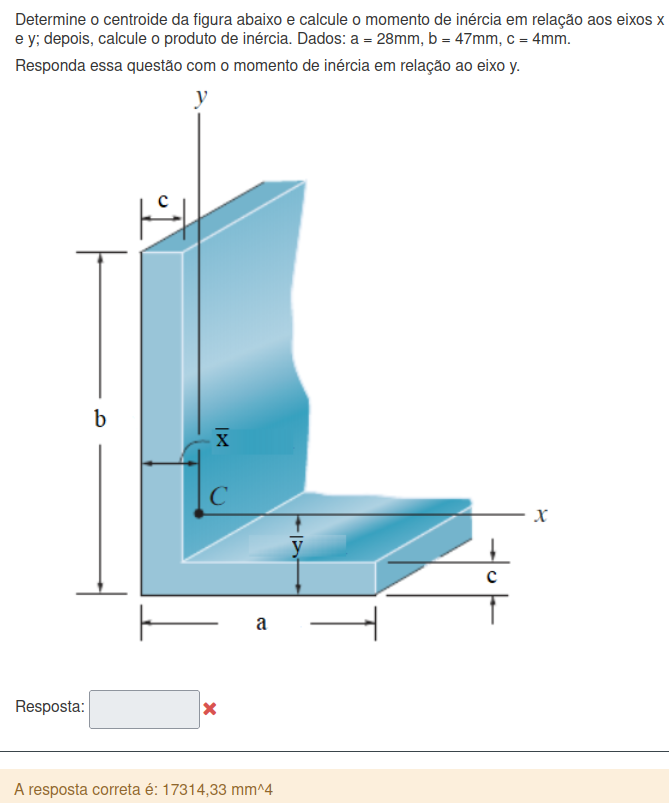 Determine o centroide da figura abaixo e calcule o momento de inércia em relação aos eixos x
e y; depois, calcule o produto de inércia. Dados: a = 28mm, b = 47mm, c = 4mm.
Responda essa questão com o momento de inércia em relação ao eixo y.
y
c
b
x̅
C
x
y̅
c
a
Resposta:
A resposta correta é: 17314,33 mm^4